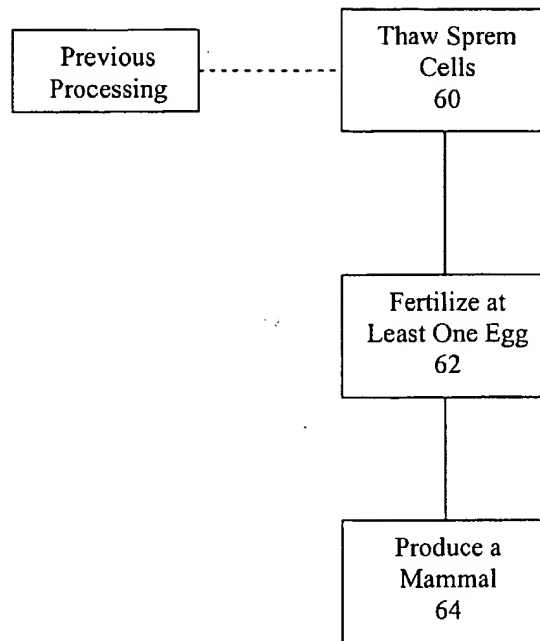 Previous
Processing
Thaw Sprem
Cells
60
Fertilize at
Least One Egg
62
Produce a
Mammal
64